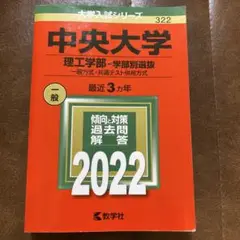 大学入試シリーズ
322
中央大学
理工学部-学部別選抜
一般方式・共通テスト併用方式
最近3カ年
一般
傾向と対策
過去問
解答
2022
教学社